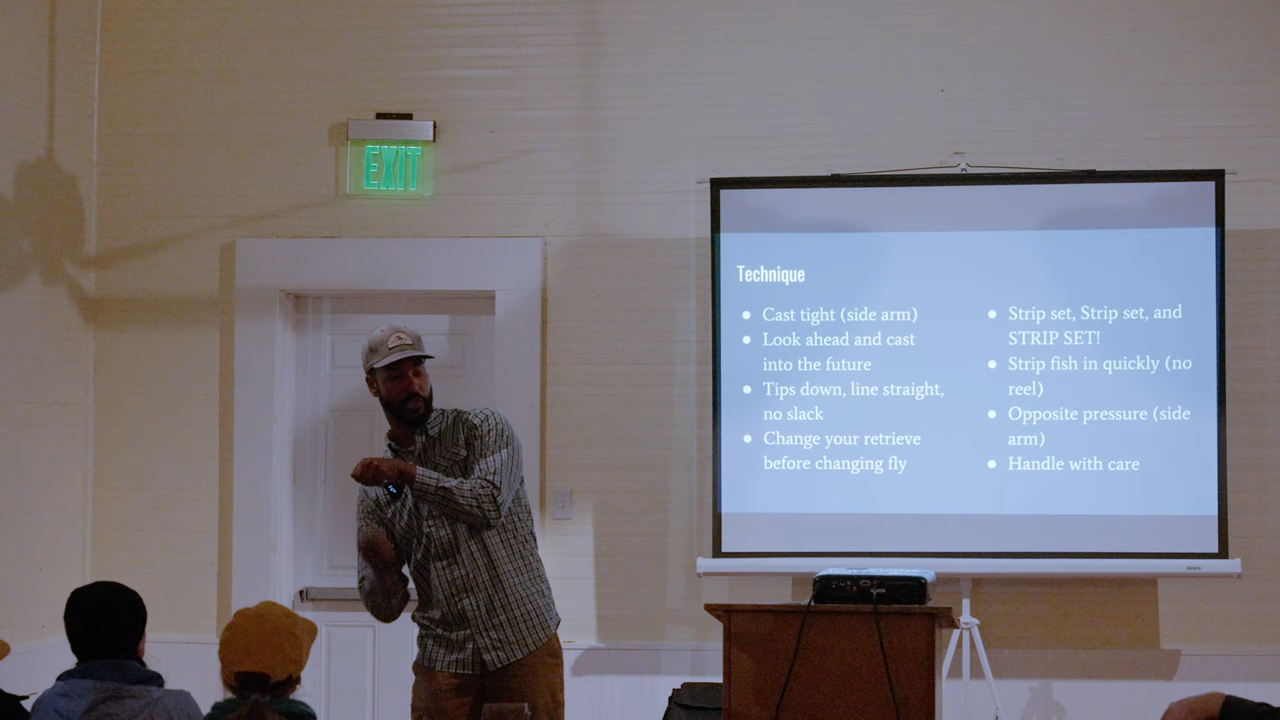 EXIT
Technique
● Cast tight (side arm)
● Look ahead and cast
into the future
● Tips down, line straight,
no slack
● Change your retrieve
before changing fly
● Strip set, Strip set, and
STRIP SET!
● Strip fish in quickly (no
reel)
● Opposite pressure (side
arm)
● Handle with care